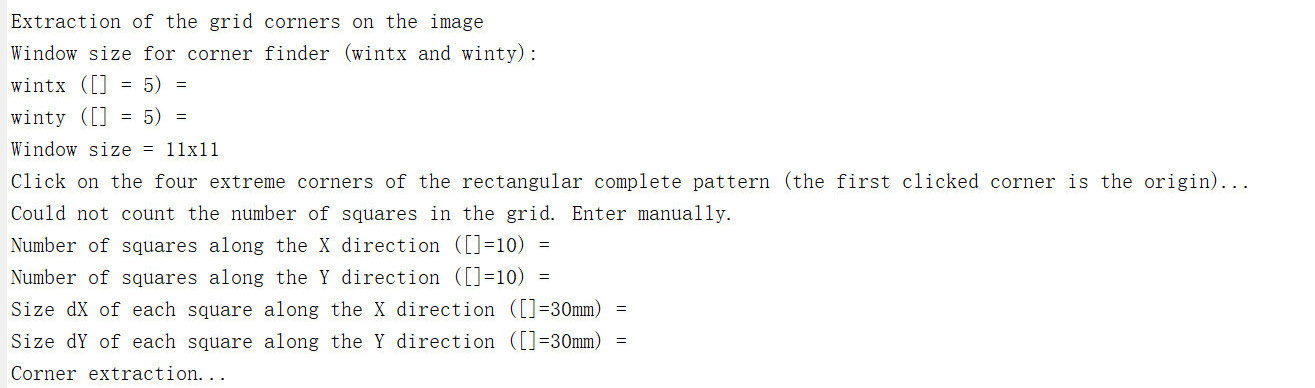 Extraction of the grid corners on the image
Window size for corner finder (wintx and winty):
wintx ([] = 5) =
winty ([] = 5) =
Window size = 11x11
Click on the four extreme corners of the rectangular complete pattern (the first clicked corner is the origin)...
Could not count the number of squares in the grid. Enter manually.
Number of squares along the X direction ([]=10) =
Number of squares along the Y direction ([]=10) =
Size dX of each square along the X direction ([]=30mm) =
Size dY of each square along the Y direction ([]=30mm) =
Corner extraction...